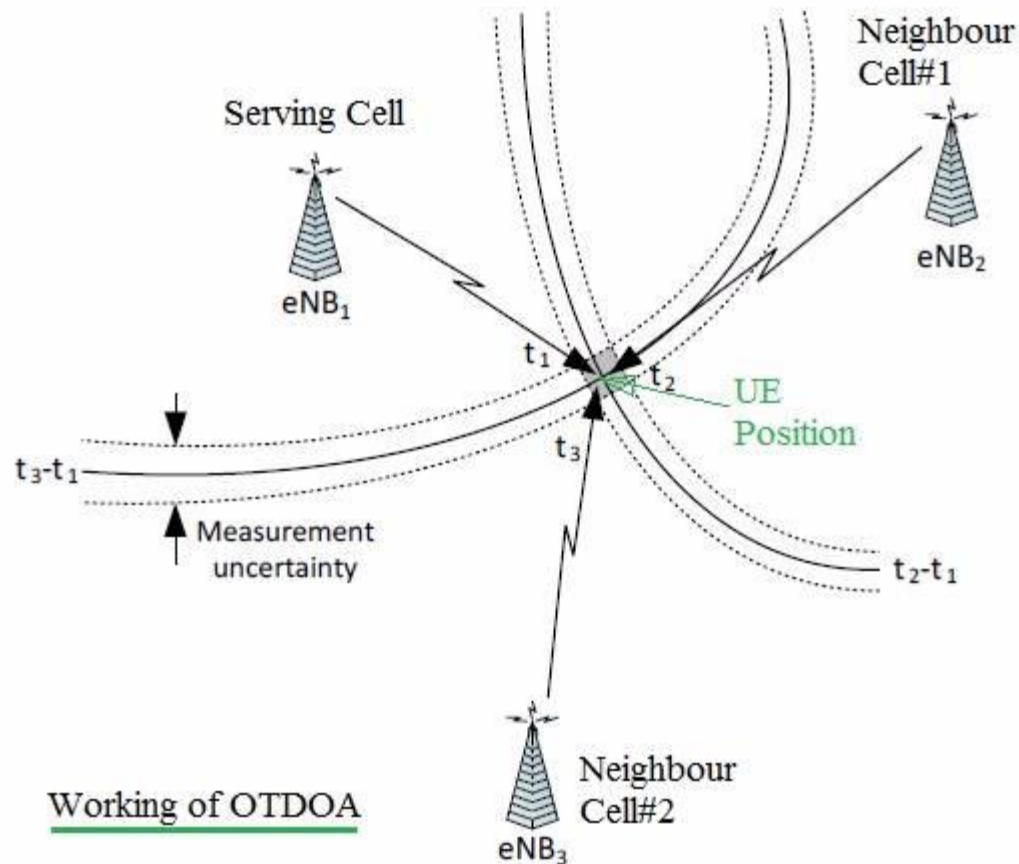 Neighbour
Cell#1
Serving Cell
eNB₁
eNB₂
t₁
t₂
UE
Position
t₃
t₃-t₁
Measurement
uncertainty
t₂-t₁
Neighbour
Cell#2
Working of OTDOA
eNB₃